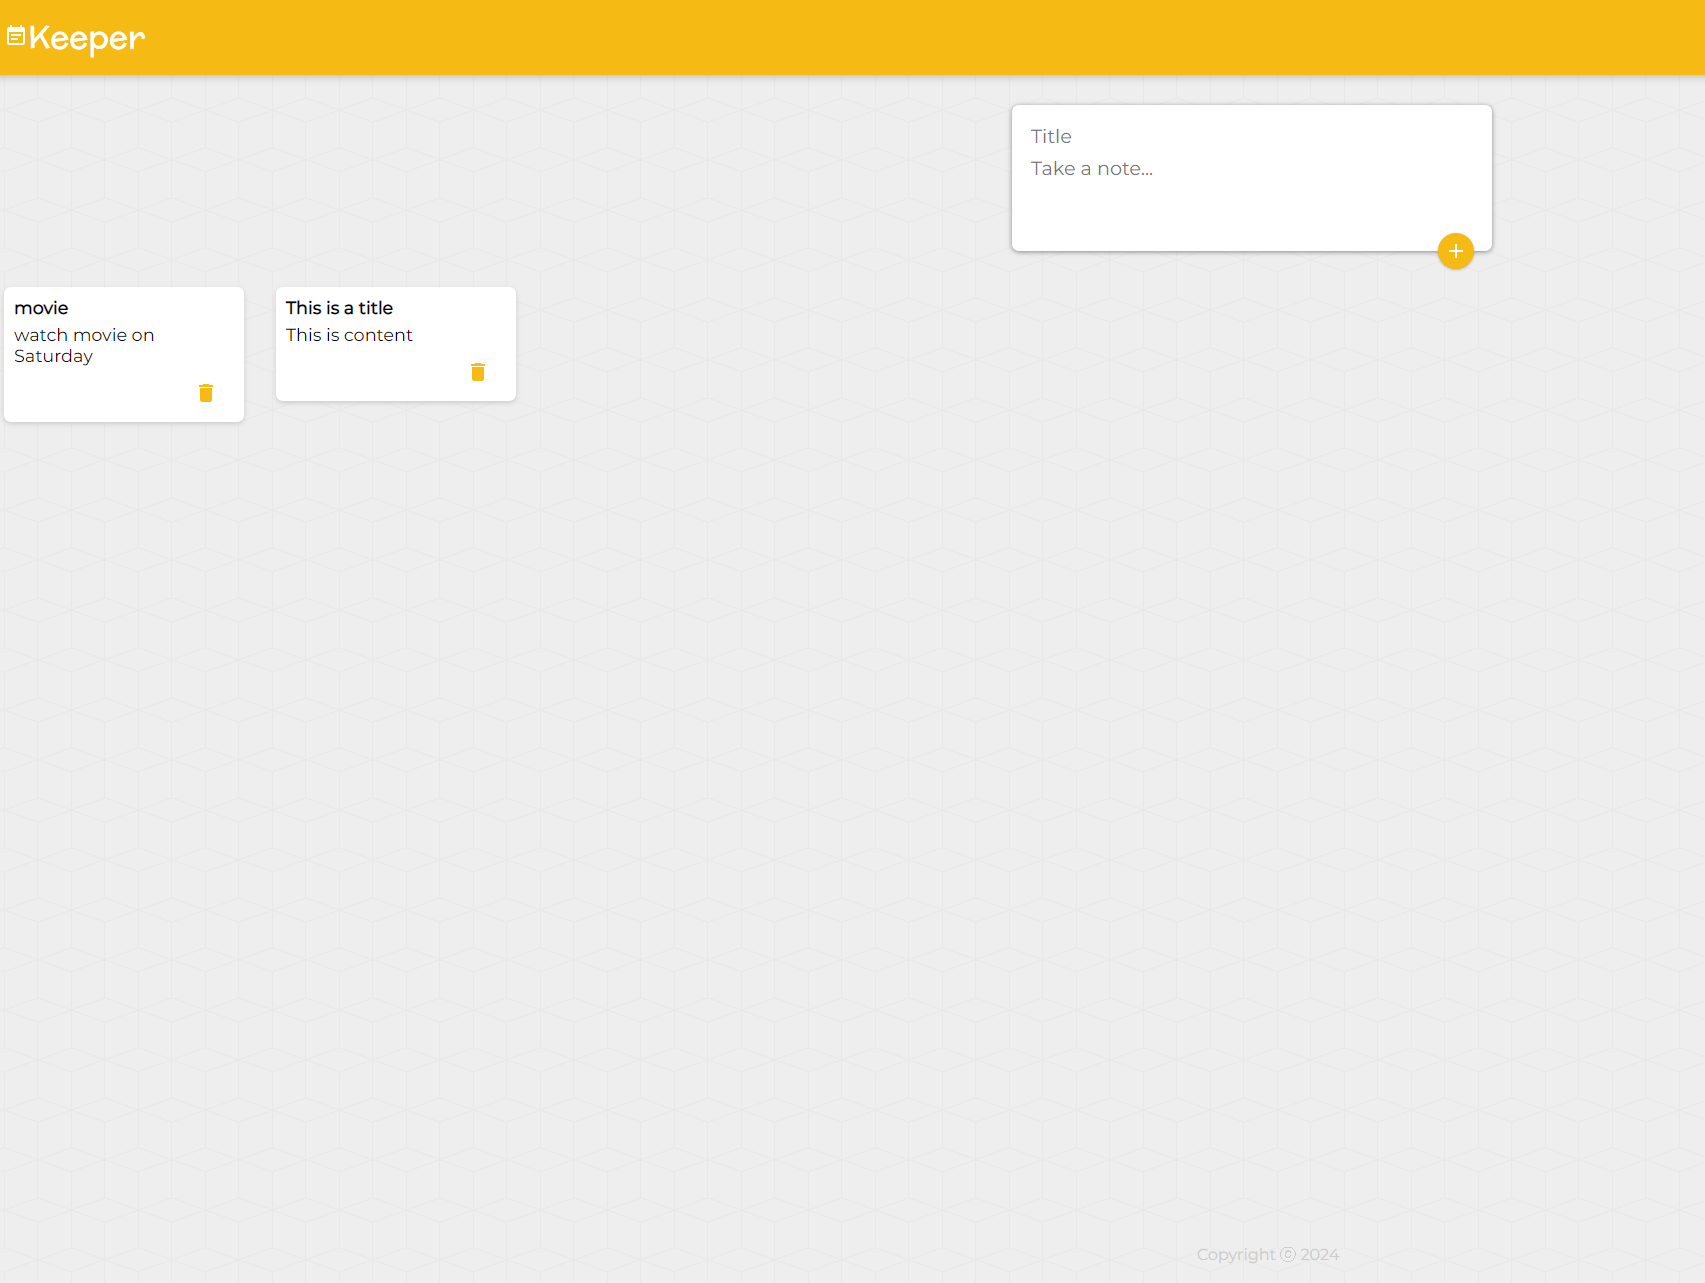 Keeper
Title
Take a note...
movie
watch movie on
Saturday
This is a title
This is content
Copyright ⓒ 2024